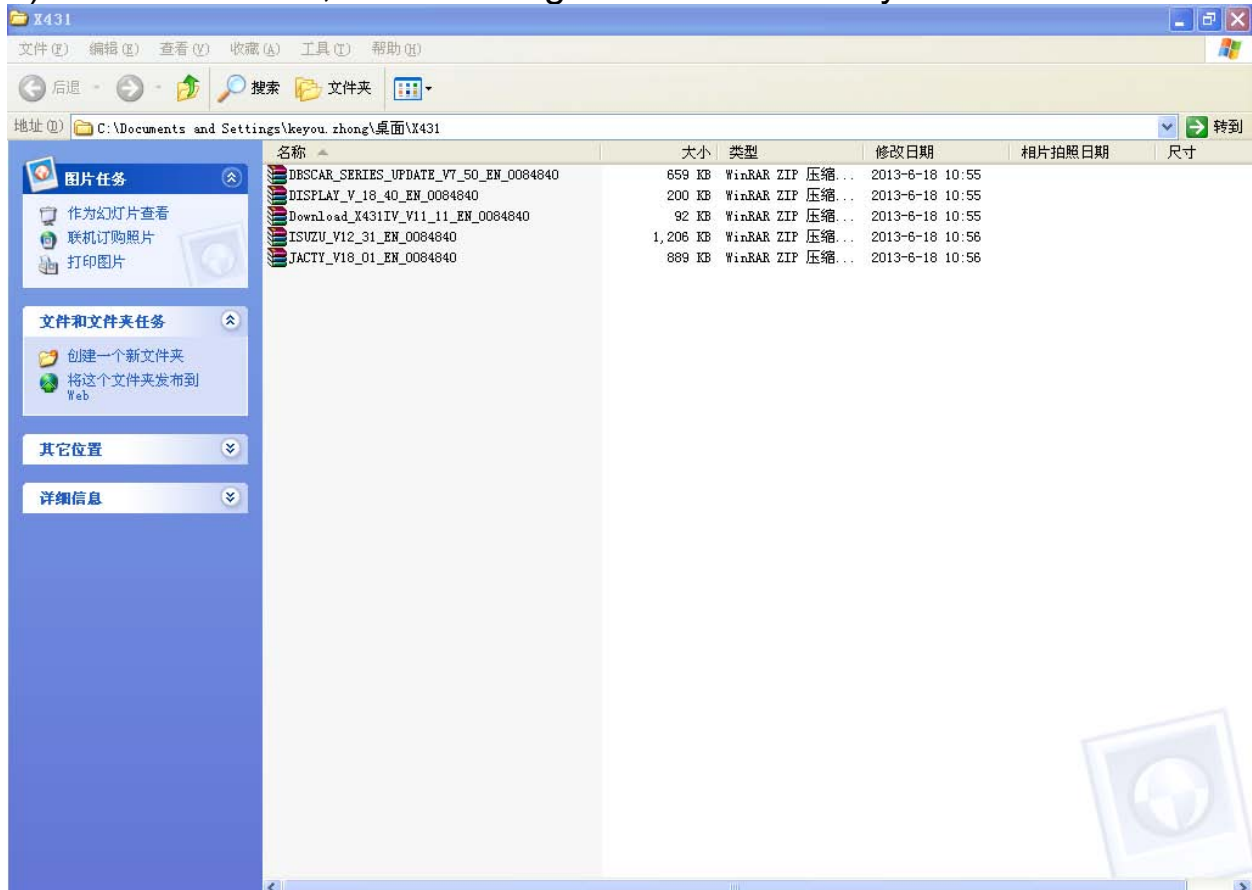 X431
文件(F) 编辑(E) 查看(V) 收藏(A) 工具(T) 帮助(H)
后退 搜索 文件夹
地址(D) C:\Documents and Settings\keyou.zhong\桌面\X431 转到
名称 大小 类型 修改日期 相片拍照日期 尺寸
图片任务
作为幻灯片查看
联机订购照片
打印图片
文件和文件夹任务
创建一个新文件夹
将这个文件夹发布到
Web
其它位置
详细信息
DBSCAR_SERIES_UPDATE_V7_50_EN_0084840 659 KB WinRAR ZIP 压缩... 2013-6-18 10:55
DISPLAY_V_18_40_EN_0084840 200 KB WinRAR ZIP 压缩... 2013-6-18 10:55
Download_X431IV_V11_11_EN_0084840 92 KB WinRAR ZIP 压缩... 2013-6-18 10:55
ISUZU_V12_31_EN_0084840 1,206 KB WinRAR ZIP 压缩... 2013-6-18 10:56
JACTY_V18_01_EN_0084840 889 KB WinRAR ZIP 压缩... 2013-6-18 10:56